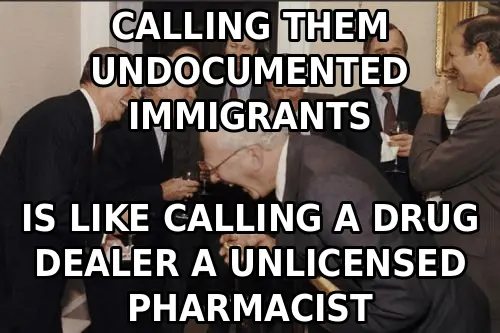 CALLING THEM
UNDOCUMENTED
IMMIGRANTS
IS LIKE CALLING A DRUG
DEALER A UNLICENSED
PHARMACIST